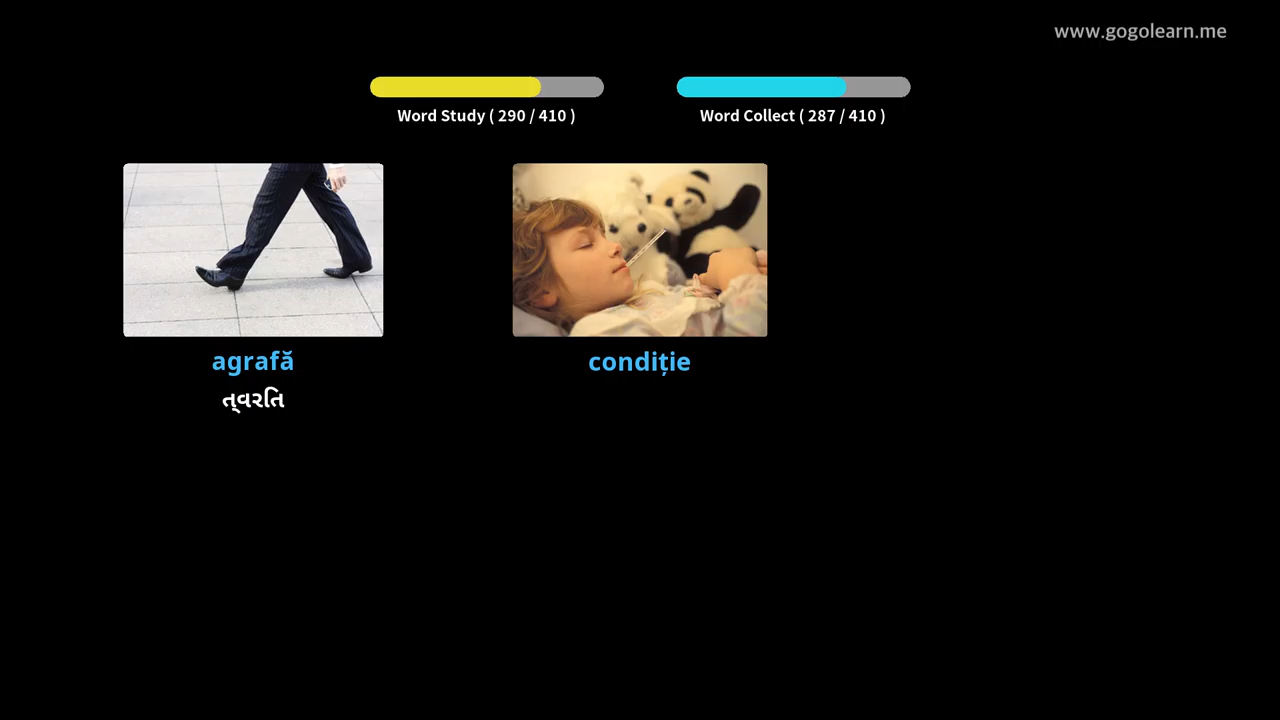 www.gogolearn.me
Word Study ( 290 / 410 )
Word Collect ( 287 / 410 )
agrafă
condiție
ત્વરતિ